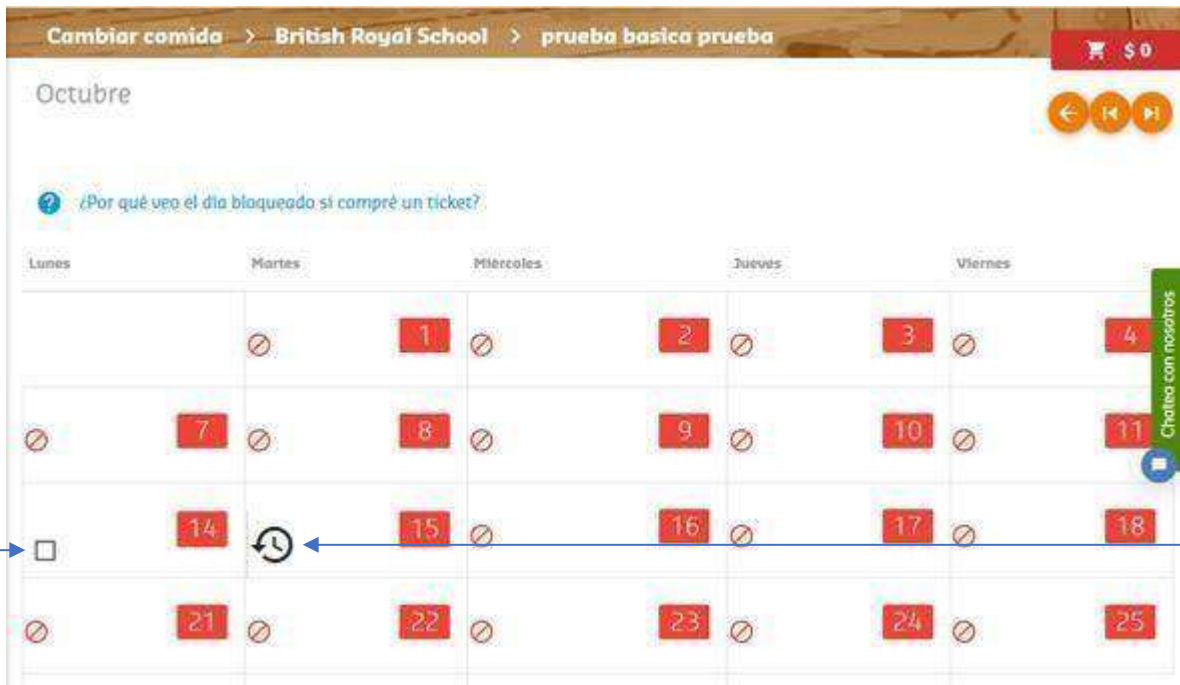 Cambiar comida > British Royal School > prueba basica prueba
$ 0
Octubre
¿Por qué veo el día bloqueado si compré un ticket?
Lunes Martes Miércoles Jueves Viernes
1 2 3 4
7 8 9 10 11
14 15 16 17 18
21 22 23 24 25
Chatea con nosotros